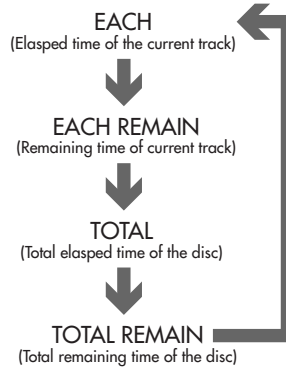 EACH
(Elasped time of the current track)
EACH REMAIN
(Remaining time of current track)
TOTAL
(Total elasped time of the disc)
TOTAL REMAIN
(Total remaining time of the disc)